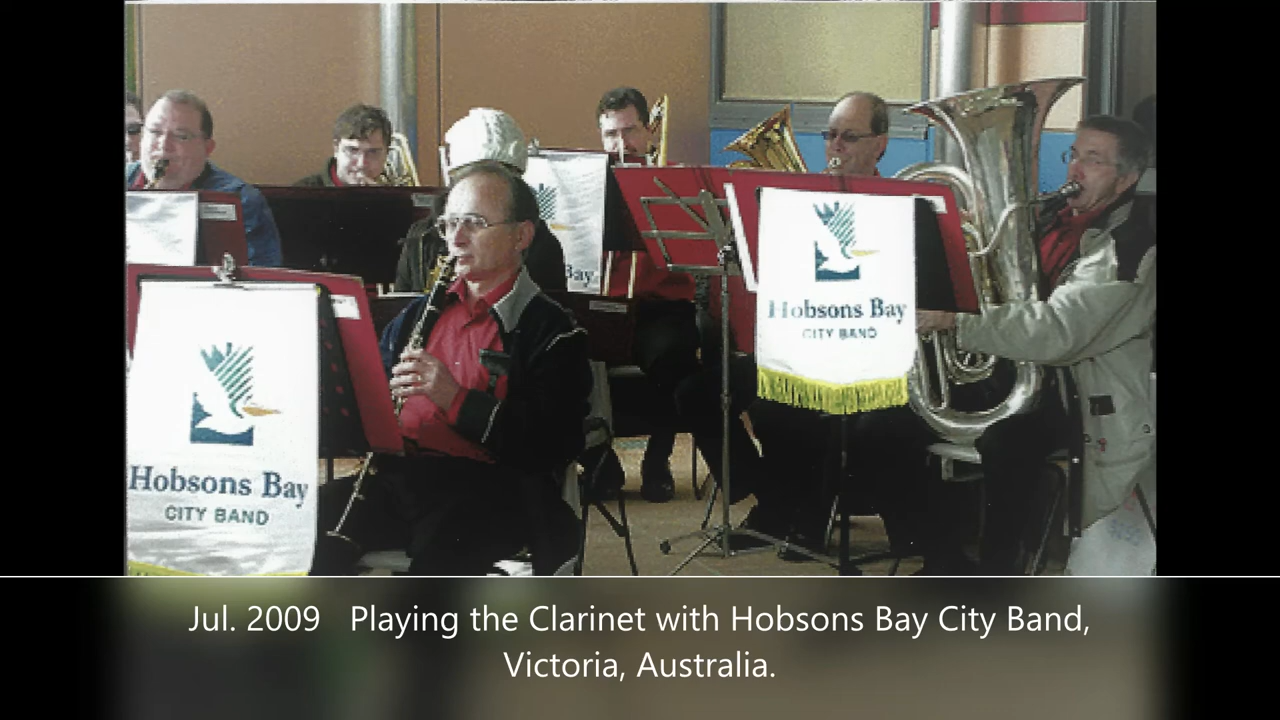 Bay
Hobsons Bay
CITY BAND
Hobsons Bay
CITY BAND
Jul. 2009   Playing the Clarinet with Hobsons Bay City Band,
Victoria, Australia.